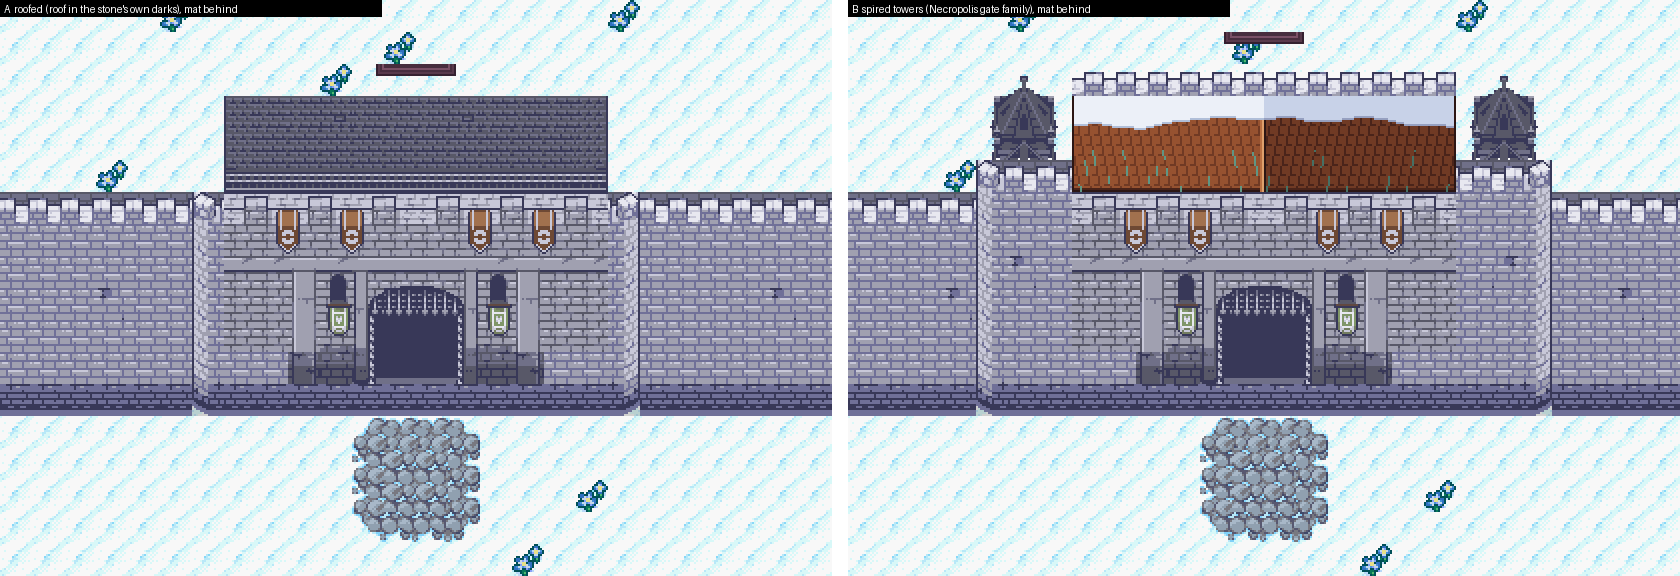 A roofed (roof in the stone's own darks), mat behind
B spired towers (Necropolis gate family), mat behind